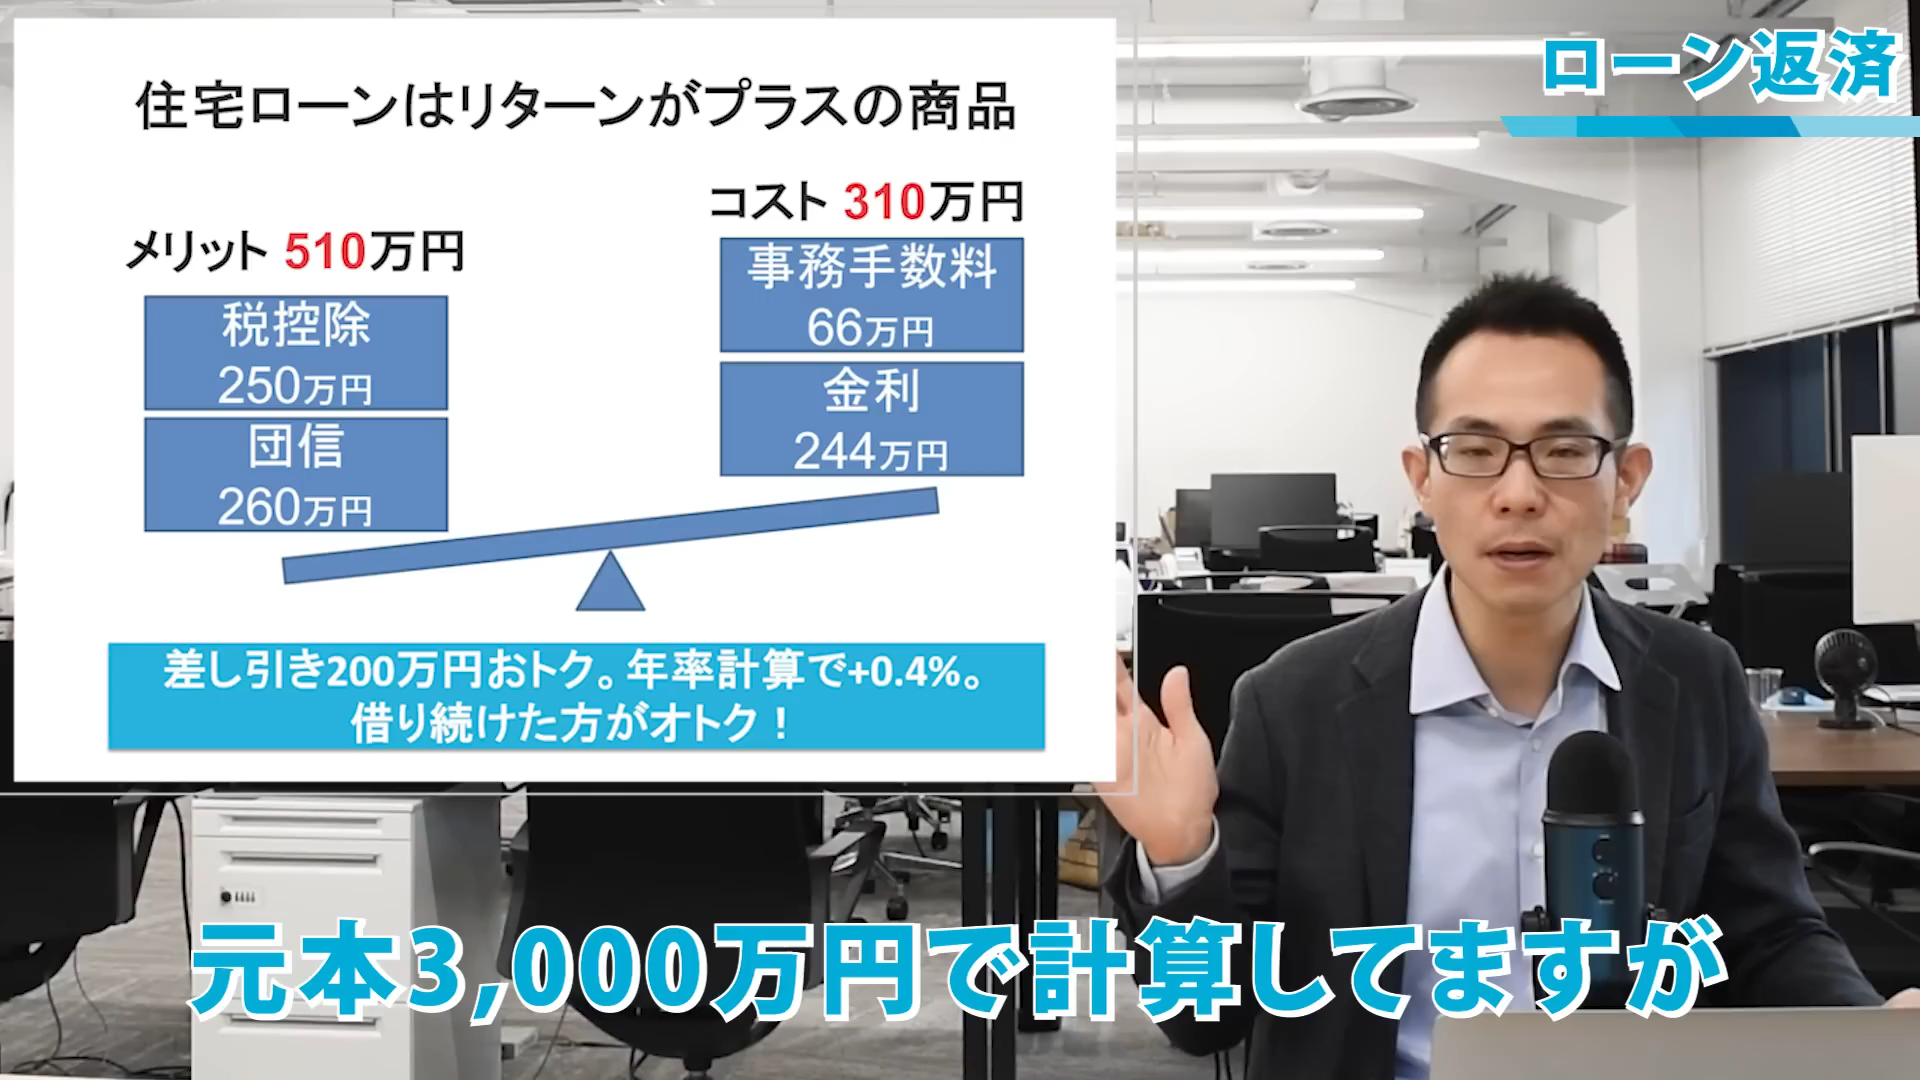 ローン返済
住宅ローンはリターンがプラスの商品
メリット 510万円
税控除
250万円
団信
260万円
コスト 310万円
事務手数料
66万円
金利
244万円
差し引き200万円おトク。年率計算で+0.4%。
借り続けた方がオトク！
元本3,000万円で計算してますが